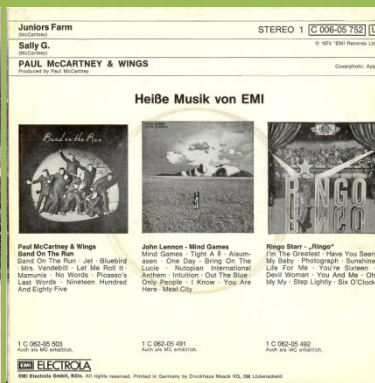 Juniors Farm
(McCartney)
STEREO 1 C 006-05 752
Sally G.
(McCartney)
℗ 1974 "EMI Records Ltd
PAUL McCARTNEY & WINGS
Produced by Paul McCartney
Coverphoto: App
Heiße Musik von EMI
Band on the Run
RINGO
Paul McCartney & Wings
Band On The Run
Band On The Run · Jet · Bluebird
· Mrs. Vandebilt · Let Me Roll It ·
Mamunia · No Words · Picasso's
Last Words · Nineteen Hundred
And Eighty Five
John Lennon - Mind Games
Mind Games · Tight A $ · Aisum-
assen · One Day · Bring On The
Lucie · Nutopian International
Anthem · Intuition · Out The Blue ·
Only People · I Know · You Are
Here · Meat City
Ringo Starr - „Ringo"
I'm The Greatest · Have You Seen
My Baby · Photograph · Sunshine
Life For Me · You're Sixteen ·
Devil Woman · You And Me · Oh
My My · Step Lightly · Six O'Clock
1 C 062-05 503
Auch als MC erhältlich.
1 C 062-05 491
Auch als MC erhältlich.
1 C 062-05 492
Auch als MC erhältlich.
EMI ELECTROLA
EMI Electrola GmbH, Köln. All rights reserved. Printed in Germany by Druckhaus Maack KG, 588 Lüdenscheid